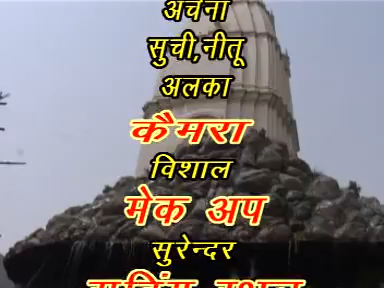 अर्चना
सुची,नीतू
अलका
कैमरा
विशाल
मेक अप
सुरेन्दर